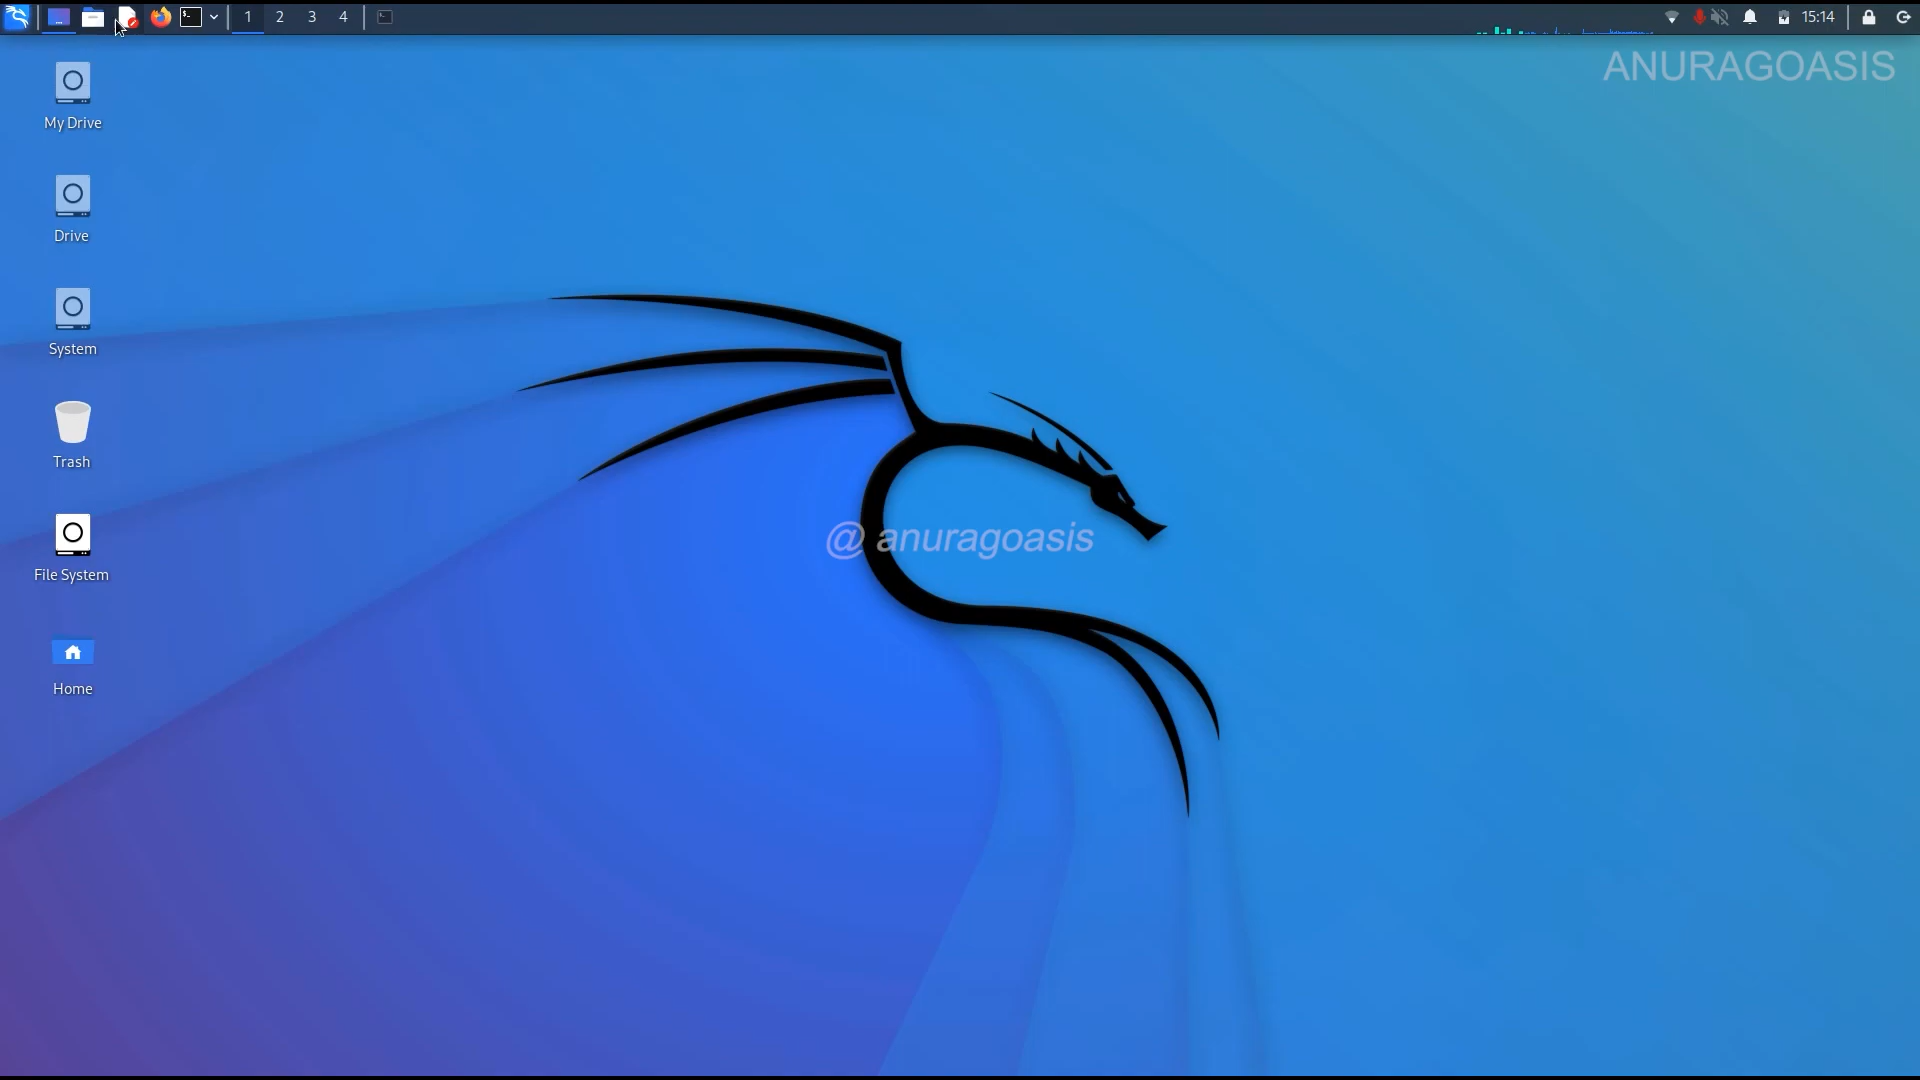 1 2 3 4 15:14
ANURAGOASIS
My Drive
Drive
System
Trash
@ anuragoasis
File System
Home